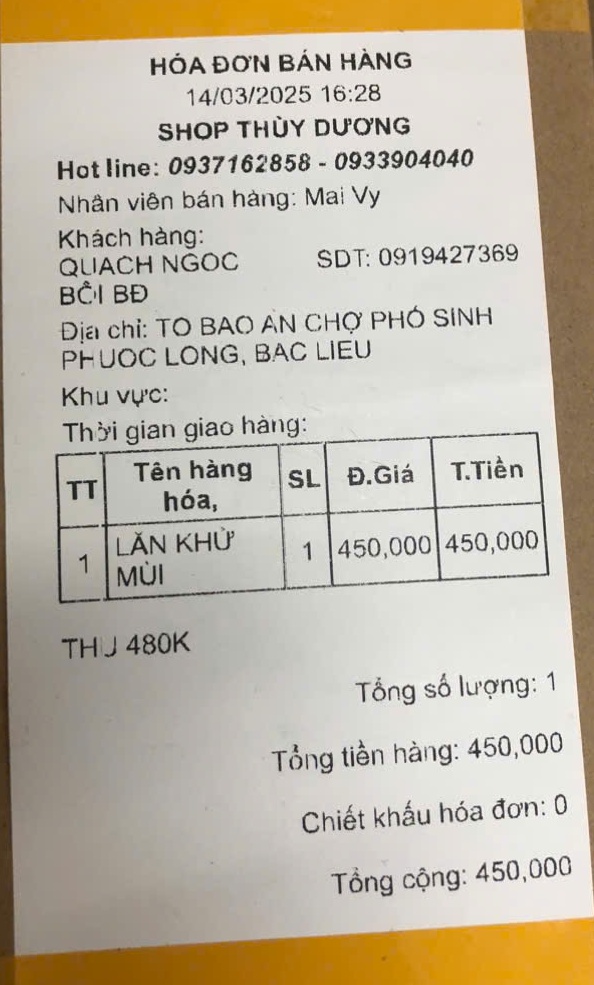 HÓA ĐƠN BÁN HÀNG
14/03/2025 16:28
SHOP THÙY DƯƠNG
Hot line: 0937162858 - 0933904040
Nhân viên bán hàng: Mai Vy
Khách hàng:
QUACH NGOC SDT: 0919427369
BÔI BĐ
Địa chỉ: TO BAO AN CHỢ PHÓ SINH
PHUOC LONG, BAC LIEU
Khu vực:
Thời gian giao hàng:
TT Tên hàng hóa, SL Đ.Giá T.Tiền
1 LĂN KHỬ MÙI 1 450,000 450,000
THU 480K
Tổng số lượng: 1
Tổng tiền hàng: 450,000
Chiết khấu hóa đơn: 0
Tổng cộng: 450,000